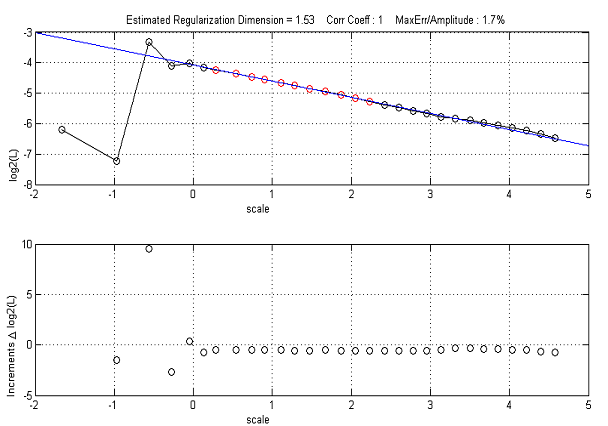 Estimated Regularization Dimension = 1.53 Corr Coeff : 1 MaxErr/Amplitude : 1.7%
-3
-4
-5
-6
-7
-8
log2(L)
-2 -1 0 1 2 3 4 5
scale
10
5
0
-5
Increments Δ log2(L)
-2 -1 0 1 2 3 4 5
scale